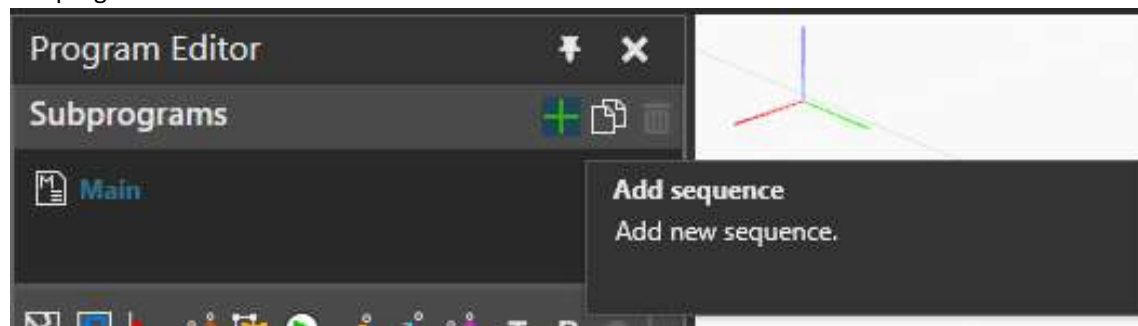 Program Editor
Subprograms
Main
Add sequence
Add new sequence.